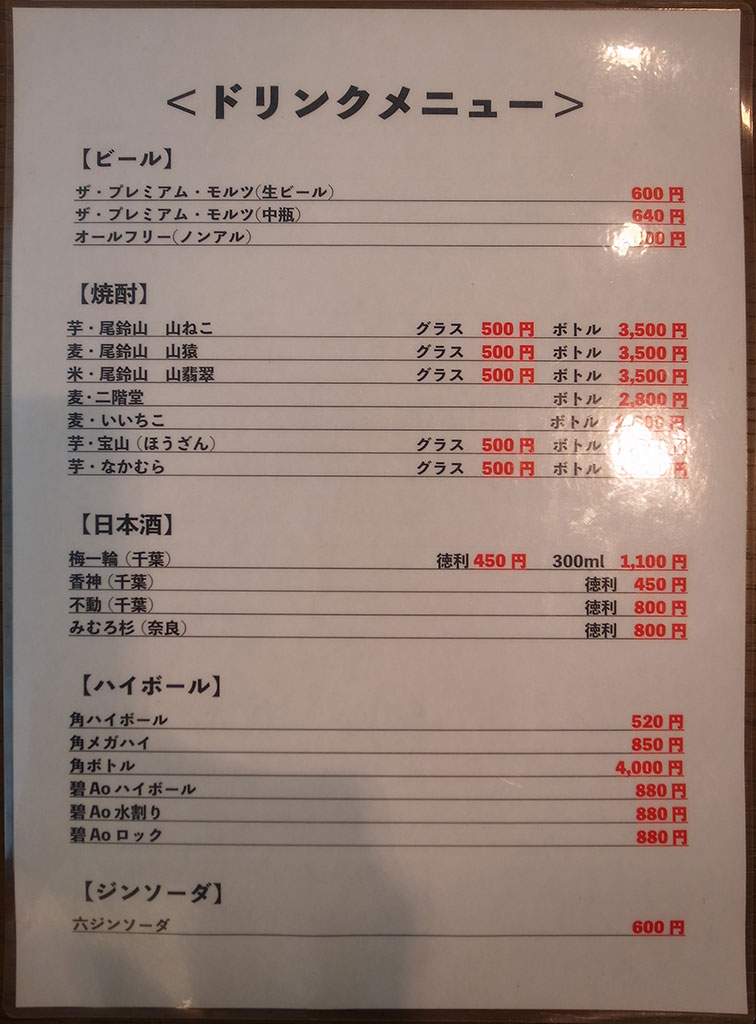 ＜ドリンクメニュー＞
【ビール】
ザ・プレミアム・モルツ(生ビール) 600円
ザ・プレミアム・モルツ(中瓶) 640円
オールフリー(ノンアル) 円
【焼酎】
芋・尾鈴山　山ねこ グラス 500円 ボトル 3,500円
麦・尾鈴山　山猿 グラス 500円 ボトル 3,500円
米・尾鈴山　山翡翠 グラス 500円 ボトル 3,500円
麦・二階堂 ボトル 2,800円
麦・いいちこ ボトル 円
芋・宝山(ほうざん) グラス 500円 ボトル
芋・なかむら グラス 500円 ボトル 円
【日本酒】
梅一輪(千葉) 徳利 450円 300ml 1,100円
香神(千葉) 徳利 450円
不動(千葉) 徳利 800円
みむろ杉(奈良) 徳利 800円
【ハイボール】
角ハイボール 520円
角メガハイ 850円
角ボトル 4,000円
碧Aoハイボール 880円
碧Ao水割り 880円
碧Aoロック 880円
【ジンソーダ】
六ジンソーダ 600円